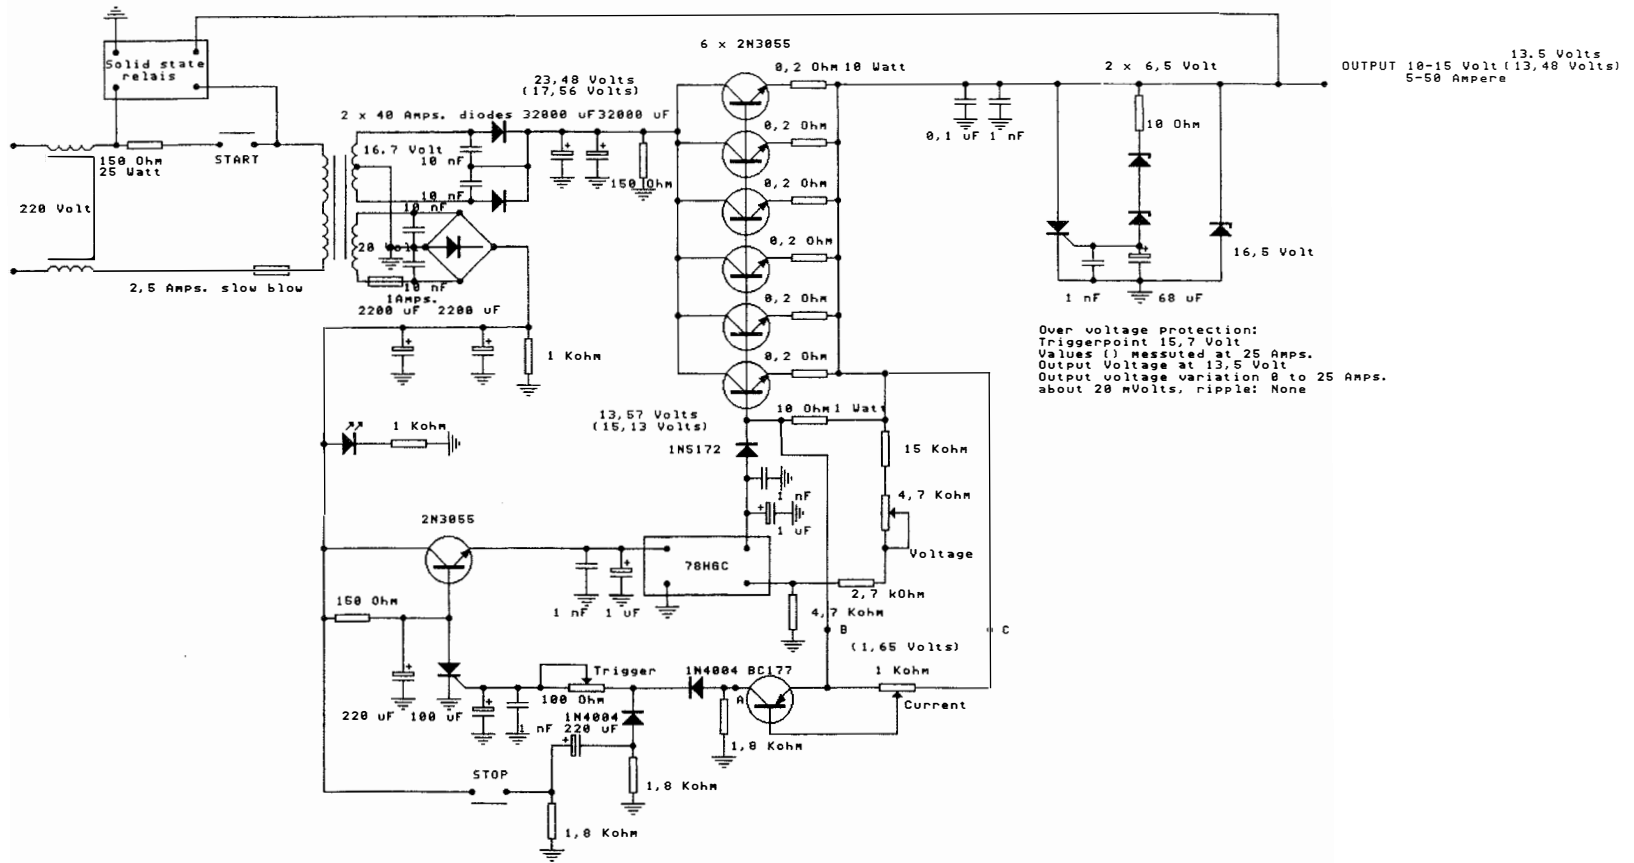 6 x 2N3055
13.5 Volts
OUTPUT 10-15 Volt (13,48 Volts)
5-50 Ampere
Solid state
relais
23,48 Volts
(17,56 Volts)
0,2 Ohm 10 Watt
2 x 6,5 Volt
2 x 40 Amps. diodes 32000 uF 32000 uF
0,2 Ohm
0,1 uF 1 nF
10 Ohm
150 Ohm
25 Watt
START
16.7 Volt
10 nF
150 Ohm
0,2 Ohm
220 Volt
10 nF
10 nF
20 Volt
0,2 Ohm
16,5 Volt
2,5 Amps. slow blow
10 nF
1Amps.
2200 uF 2200 uF
0,2 Ohm
1 nF
68 uF
1 Kohm
0,2 Ohm
Over voltage protection:
Triggerpoint 15,7 Volt
Values () messuted at 25 Amps.
Output Voltage at 13,5 Volt
Output voltage variation 0 to 25 Amps.
about 20 mVolts, ripple: None
13,57 Volts
(15,13 Volts)
10 Ohm 1 Watt
1 Kohm
1N5172
15 Kohm
1 nF
4,7 Kohm
2N3055
1 uF
Voltage
78HGC
150 Ohm
1 nF 1 uF
2,7 kOhm
4,7 Kohm
B
C
(1,65 Volts)
Trigger
1N4004 BC177
1 Kohm
100 Ohm
A
Current
220 uF 100 uF
1 nF
1N4004
220 uF
1,8 Kohm
STOP
1,8 Kohm
1,8 Kohm